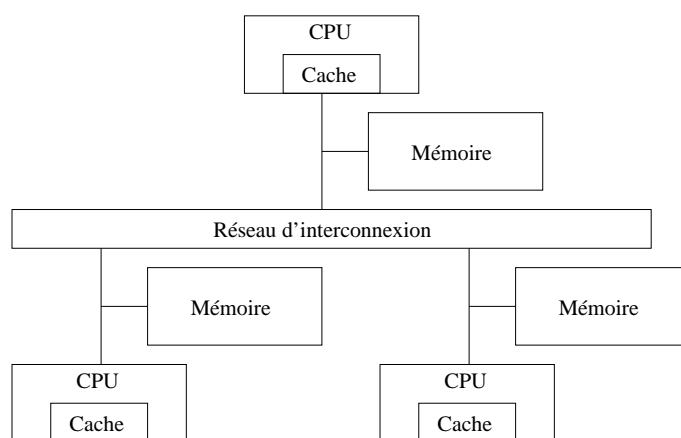 CPU
Cache
Mémoire
Réseau d'interconnexion
Mémoire
Mémoire
CPU
CPU
Cache
Cache